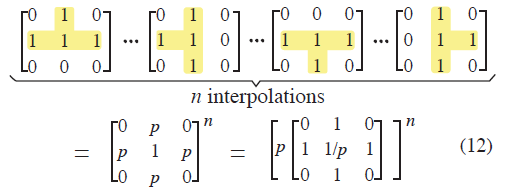 [0 1 0; 1 1 1; 0 0 0] ... [0 1 0; 1 1 0; 0 1 0] ... [0 0 0; 1 1 1; 0 1 0] ... [0 1 0; 0 1 1; 0 1 0]
n interpolations
= [0 p 0; p 1 p; 0 p 0]^n = [p [0 1 0; 1 1/p 1; 0 1 0]]^n (12)